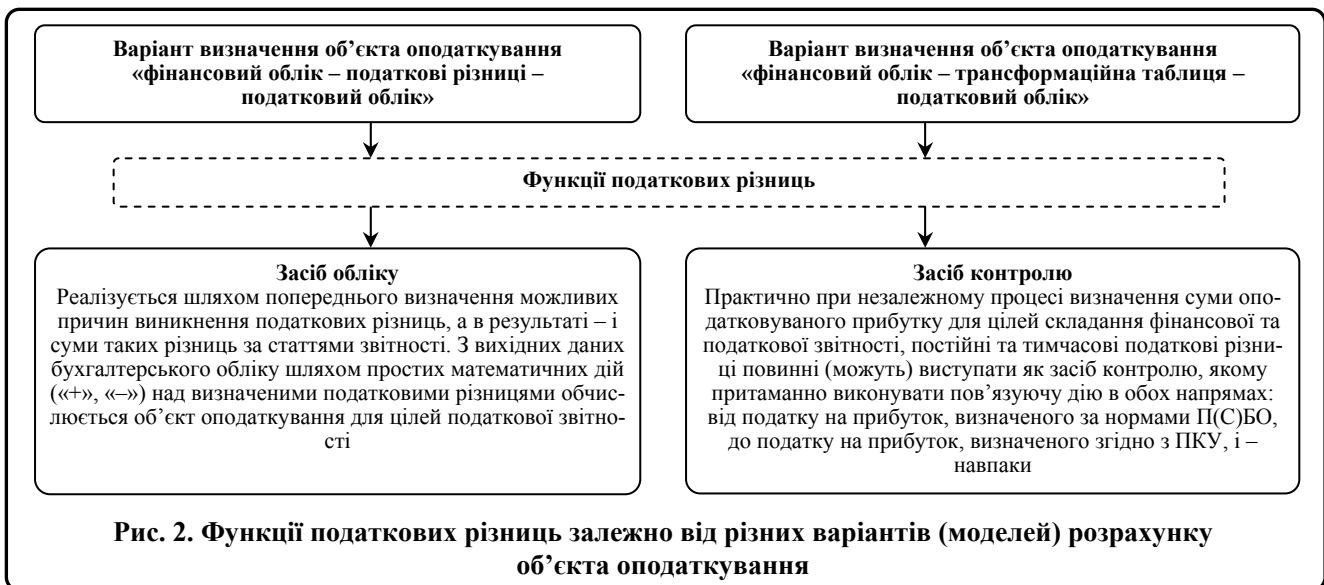 Варіант визначення об’єкта оподаткування
«фінансовий облік – податкові різниці –
податковий облік»
Варіант визначення об’єкта оподаткування
«фінансовий облік – трансформаційна таблиця –
податковий облік»
Функції податкових різниць
Засіб обліку
Реалізується шляхом попереднього визначення можливих
причин виникнення податкових різниць, а в результаті – і
суми таких різниць за статтями звітності. З вихідних даних
бухгалтерського обліку шляхом простих математичних дій
(«+», «–») над визначеними податковими різницями обчис-
люється об’єкт оподаткування для цілей податкової звітно-
сті
Засіб контролю
Практично при незалежному процесі визначення суми опо-
датковуваного прибутку для цілей складання фінансової та
податкової звітності, постійні та тимчасові податкові різни-
ці повинні (можуть) виступати як засіб контролю, якому
притаманно виконувати пов’язуючу дію в обох напрямах:
від податку на прибуток, визначеного за нормами П(С)БО,
до податку на прибуток, визначеного згідно з ПКУ, і –
навпаки
Рис. 2. Функції податкових різниць залежно від різних варіантів (моделей) розрахунку
об’єкта оподаткування